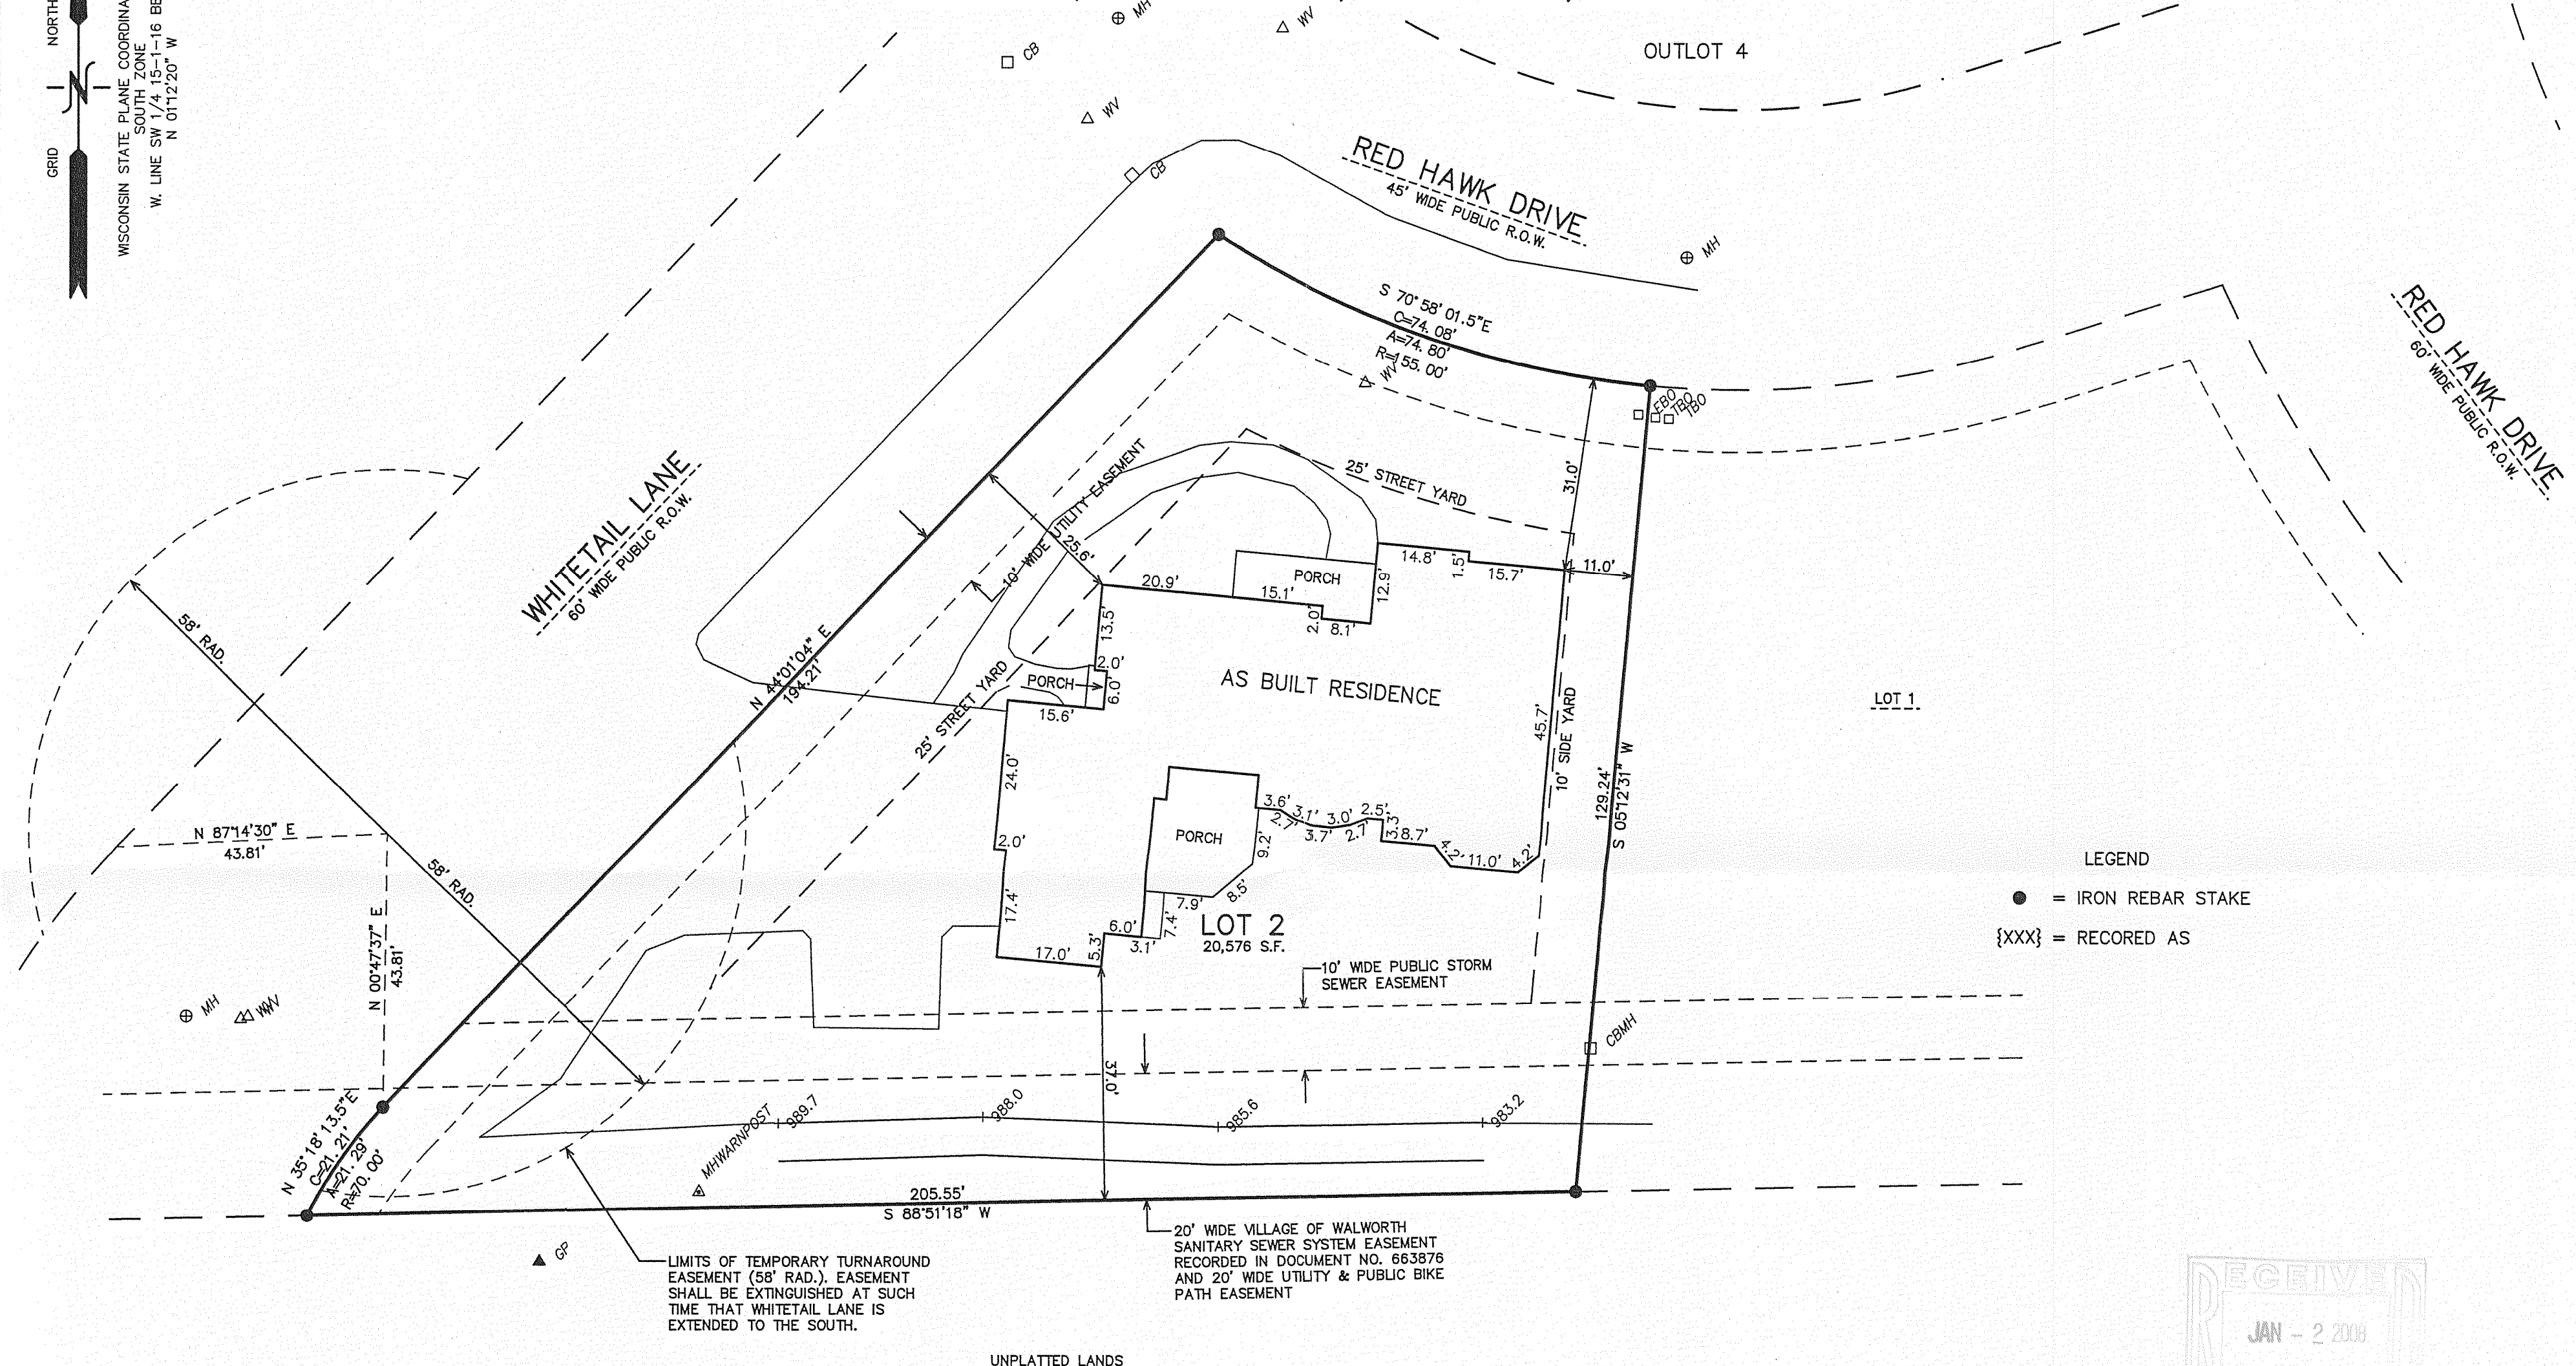 NORTH
GRID
WISCONSIN STATE PLANE COORDINA
SOUTH ZONE
W. LINE SW 1/4 15-1-16 BE
N 01°12'20" W
MH
WV
CB
WV
CB
OUTLOT 4
RED HAWK DRIVE
45' WIDE PUBLIC R.O.W.
MH
RED HAWK DRIVE
60' WIDE PUBLIC R.O.W.
S 70°58'01.5"E
C=74.08'
A=74.80'
R=155.00'
WV
EBO
TBO
TBO
WHITETAIL LANE
60' WIDE PUBLIC R.O.W.
10' WIDE UTILITY EASEMENT
25.6'
25' STREET YARD
31.0'
11.0'
14.8'
1.5'
15.7'
PORCH
12.9'
20.9'
15.1'
2.0'
8.1'
13.5'
2.0'
PORCH
6.0'
15.6'
AS BUILT RESIDENCE
25' STREET YARD
N 44°01'04" E
194.21'
58' RAD.
58' RAD.
24.0'
2.0'
17.4'
17.0'
5.3'
6.0'
3.1'
7.4'
7.9'
8.5'
9.2'
PORCH
3.6'
2.7'
3.1'
3.7'
3.0'
2.7'
2.5'
3.3'
8.7'
4.2'
11.0'
4.2'
45.7'
10' SIDE YARD
129.24'
S 05°12'31" W
LOT 1
N 87°14'30" E
43.81'
N 00°47'37" E
43.81'
LOT 2
20,576 S.F.
LEGEND
= IRON REBAR STAKE
{XXX} = RECORED AS
10' WIDE PUBLIC STORM
SEWER EASEMENT
MH
WV
WV
CBMH
37.0'
N 35°18'13.5"E
C=21.21'
A=21.29'
R=70.00'
MHWARNPOST
989.7
988.0
985.6
983.2
205.55'
S 88°51'18" W
GP
LIMITS OF TEMPORARY TURNAROUND
EASEMENT (58' RAD.). EASEMENT
SHALL BE EXTINGUISHED AT SUCH
TIME THAT WHITETAIL LANE IS
EXTENDED TO THE SOUTH.
20' WIDE VILLAGE OF WALWORTH
SANITARY SEWER SYSTEM EASEMENT
RECORDED IN DOCUMENT NO. 663876
AND 20' WIDE UTILITY & PUBLIC BIKE
PATH EASEMENT
UNPLATTED LANDS
RECEIVED
JAN - 2 2008